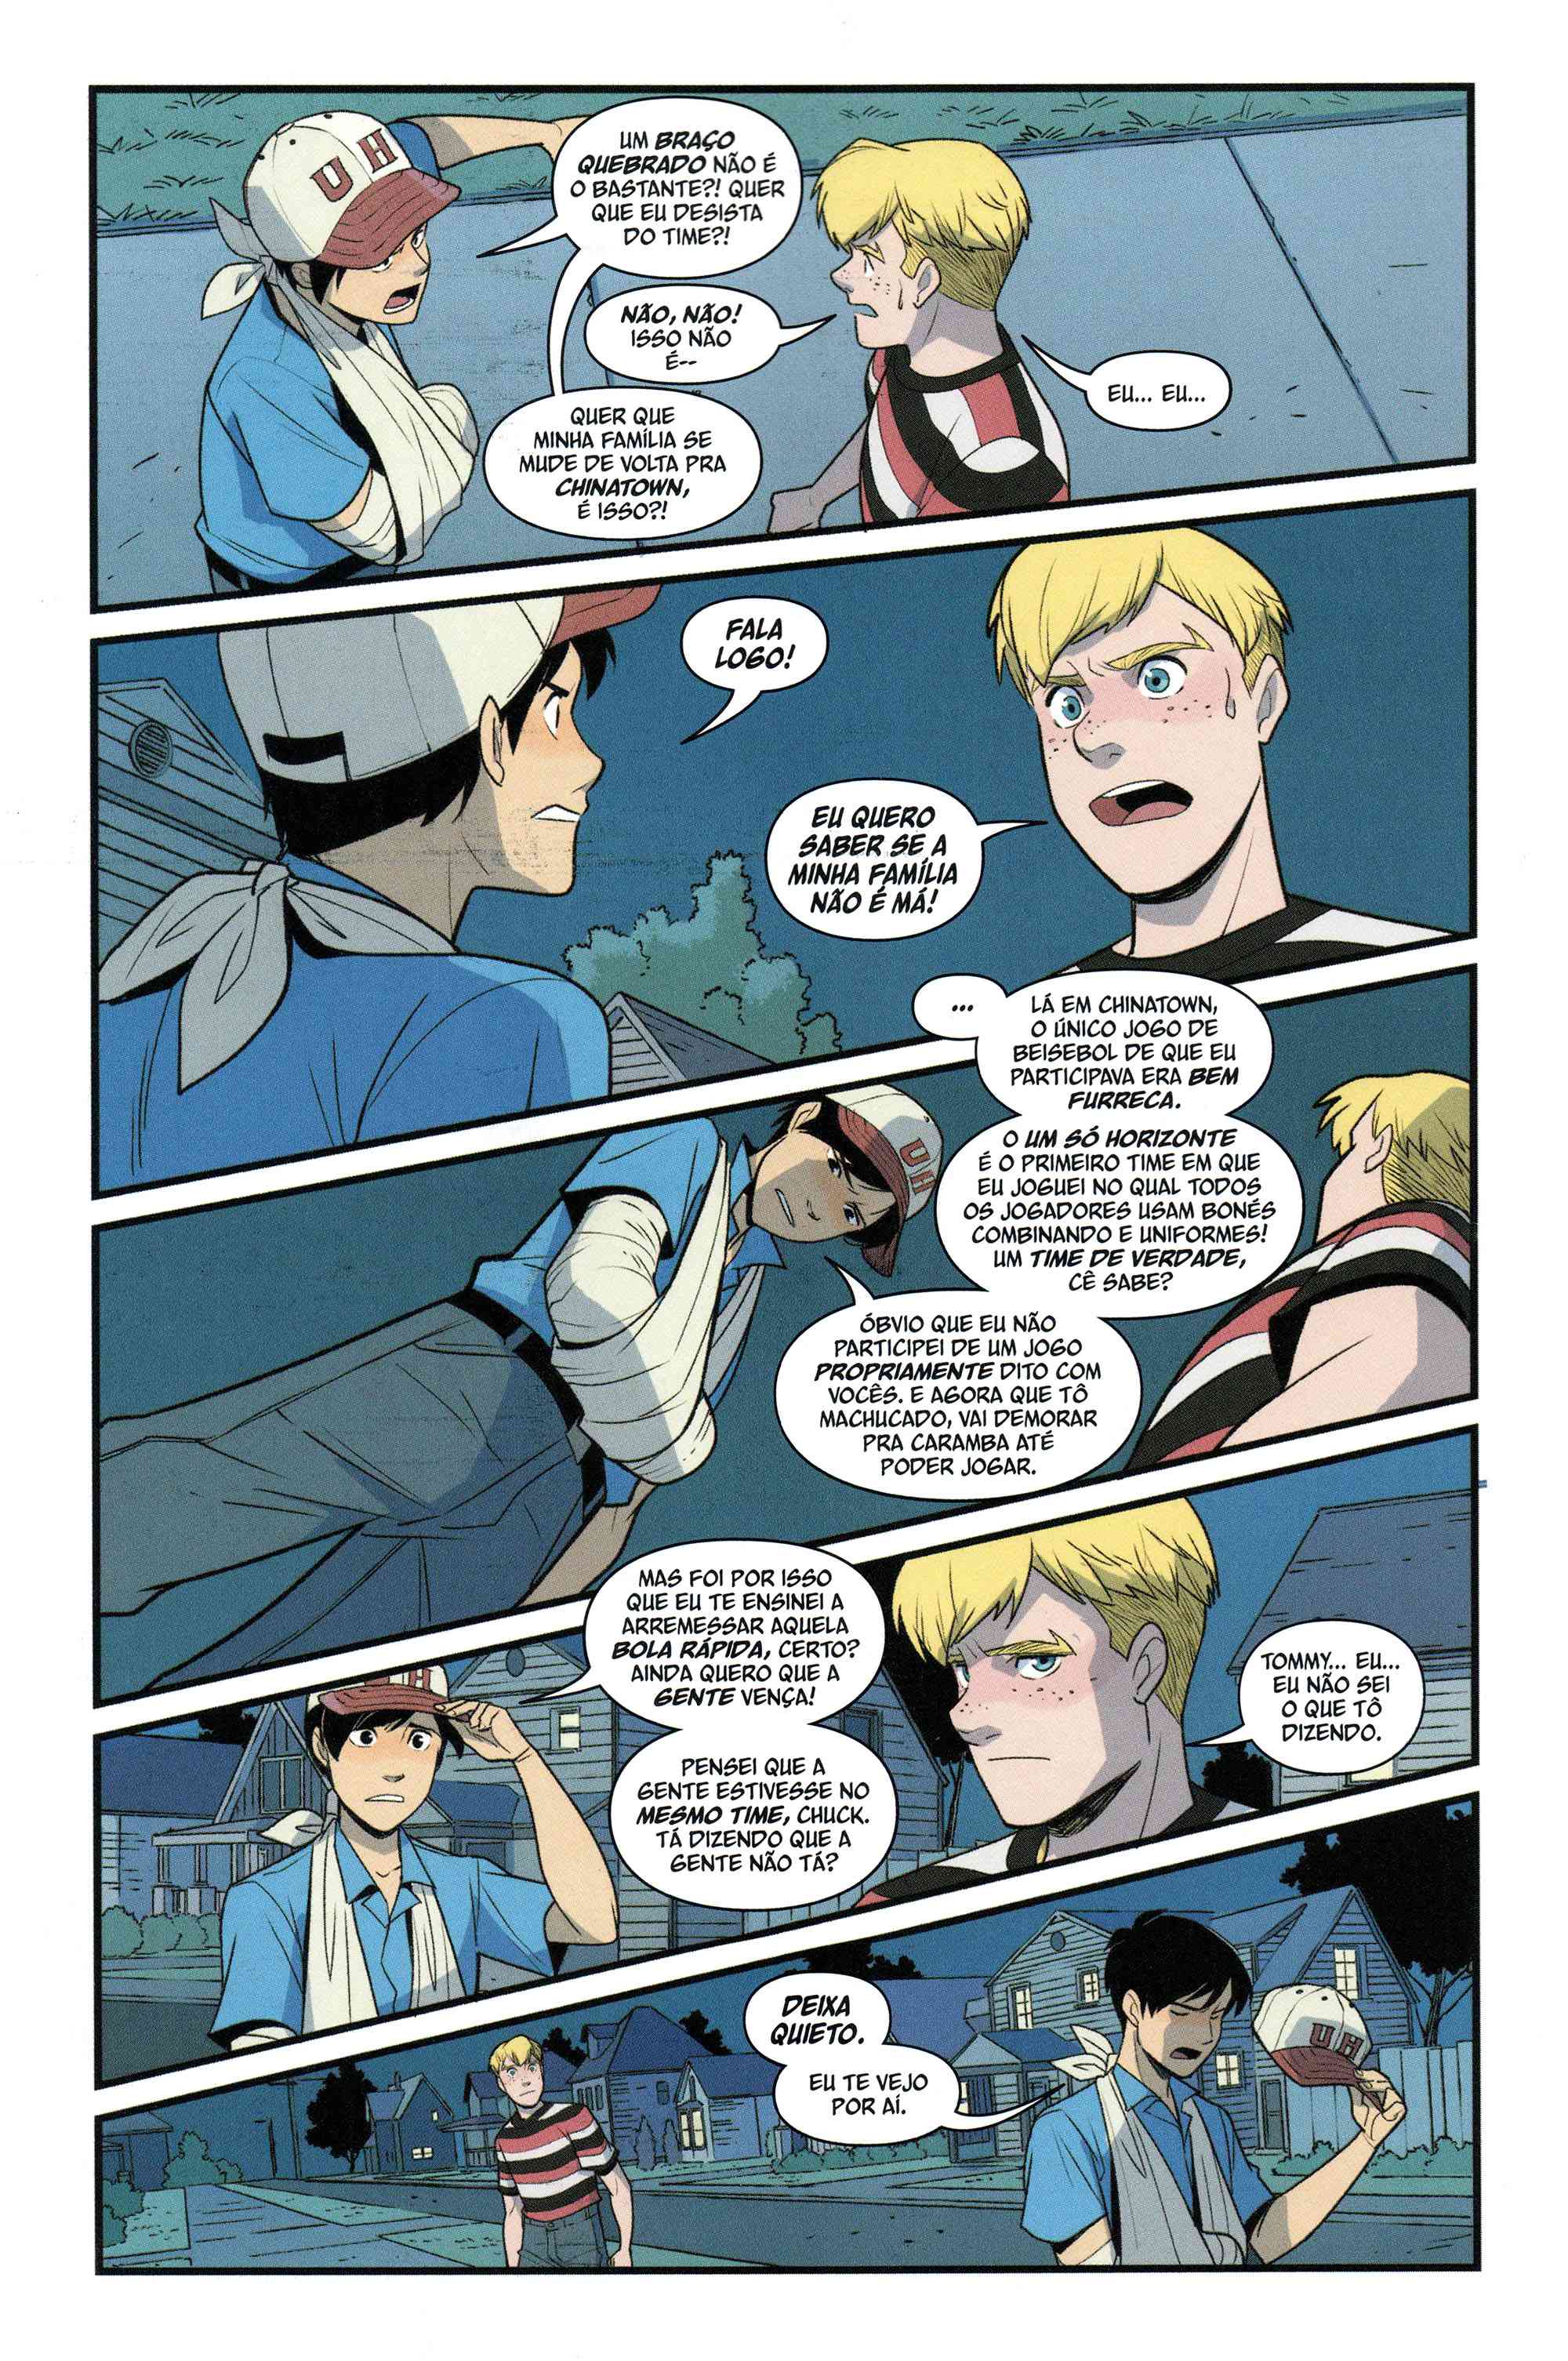 UM BRAÇO
QUEBRADO NÃO É
O BASTANTE?! QUER
QUE EU DESISTA
DO TIME?!
NÃO, NÃO!
ISSO NÃO
É--
QUER QUE
MINHA FAMÍLIA SE
MUDE DE VOLTA PRA
CHINATOWN,
É ISSO?!
EU... EU...
UH
FALA
LOGO!
EU QUERO
SABER SE A
MINHA FAMÍLIA
NÃO É MÁ!
...
LÁ EM CHINATOWN,
O ÚNICO JOGO DE
BEISEBOL DE QUE EU
PARTICIPAVA ERA BEM
FURRECA.
O UM SÓ HORIZONTE
É O PRIMEIRO TIME EM QUE
EU JOGUEI NO QUAL TODOS
OS JOGADORES USAM BONÉS
COMBINANDO E UNIFORMES!
UM TIME DE VERDADE,
CÊ SABE?
ÓBVIO QUE EU NÃO
PARTICIPEI DE UM JOGO
PROPRIAMENTE DITO COM
VOCÊS. E AGORA QUE TÔ
MACHUCADO, VAI DEMORAR
PRA CARAMBA ATÉ
PODER JOGAR.
UH
MAS FOI POR ISSO
QUE EU TE ENSINEI A
ARREMESSAR AQUELA
BOLA RÁPIDA, CERTO?
AINDA QUERO QUE A
GENTE VENÇA!
PENSEI QUE A
GENTE ESTIVESSE NO
MESMO TIME, CHUCK.
TÁ DIZENDO QUE A
GENTE NÃO TÁ?
TOMMY... EU...
EU NÃO SEI
O QUE TÔ
DIZENDO.
H
DEIXA
QUIETO.
EU TE VEJO
POR AÍ.
UH